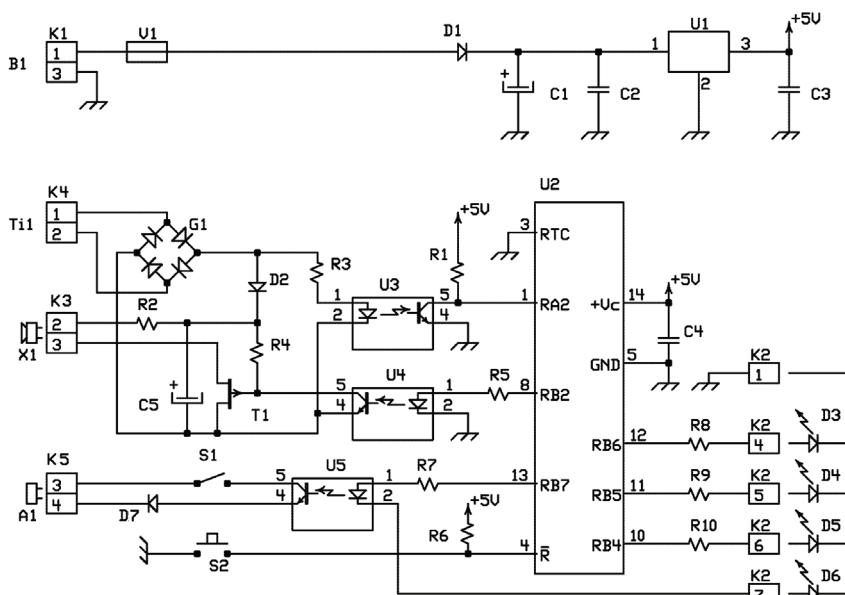 K1
V1
D1
U1
+5V
B1
1
3
1
3
2
+
C1
C2
C3
K4
Ti1
1
2
G1
U2
+5V
3
RTC
R1
R3
D2
U3
1
2
5
4
1
RA2
+Vc
14
+5V
C4
K3
X1
2
3
R2
R4
GND
5
K2
1
+
C5
T1
U4
5
4
1
2
R5
8
RB2
RB6
12
R8
K2
4
D3
K5
A1
3
4
S1
D7
U5
5
4
1
2
R7
13
RB7
RB5
11
R9
K2
5
D4
+5V
R6
S2
4
R̅
RB4
10
R10
K2
6
D5
K2
7
D6